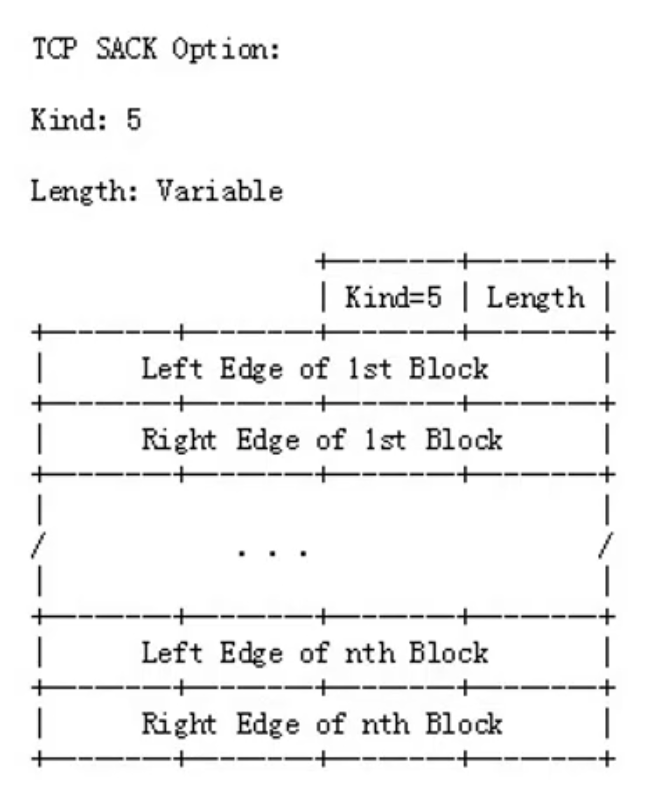 TCP SACK Option:
Kind: 5
Length: Variable
+--------+--------+
| Kind=5 | Length |
+--------+--------+--------+--------+
| Left Edge of 1st Block |
+--------+--------+--------+--------+
| Right Edge of 1st Block |
+--------+--------+--------+--------+
| |
/ . . . /
| |
+--------+--------+--------+--------+
| Left Edge of nth Block |
+--------+--------+--------+--------+
| Right Edge of nth Block |
+--------+--------+--------+--------+